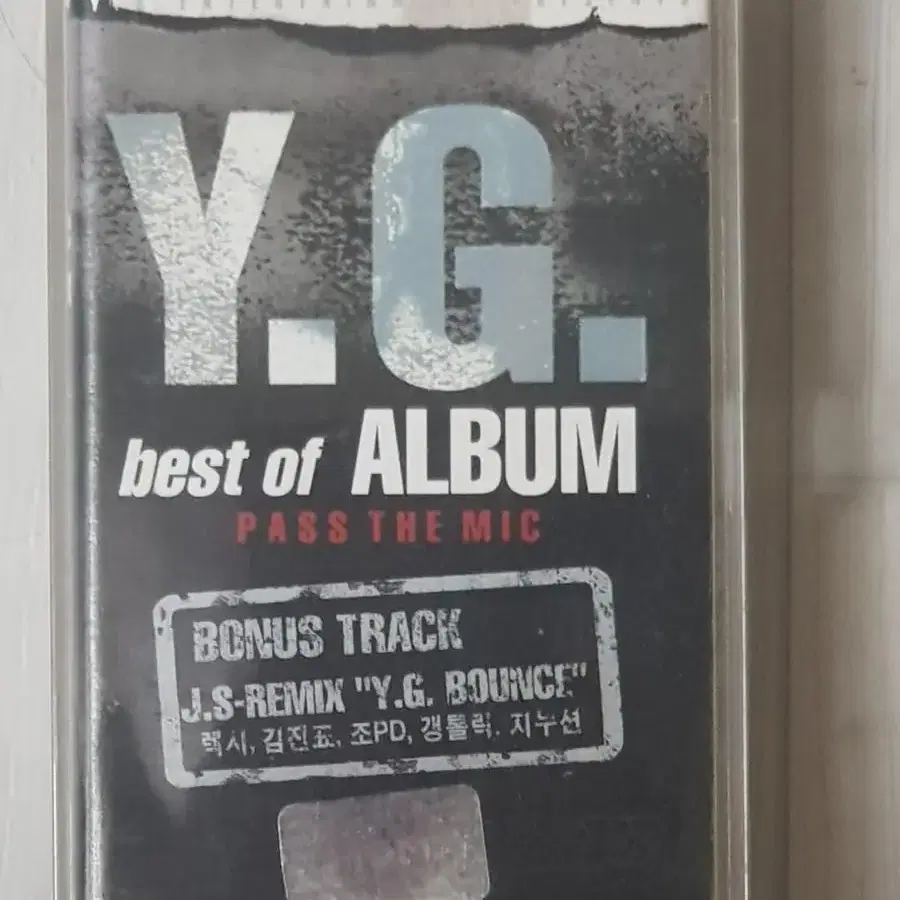 Y.G.
best of ALBUM
PASS THE MIC
BONUS TRACK
J.S-REMIX "Y.G. BOUNCE"
렉시, 김진표, 조PD, 갱톨릭. 지누션